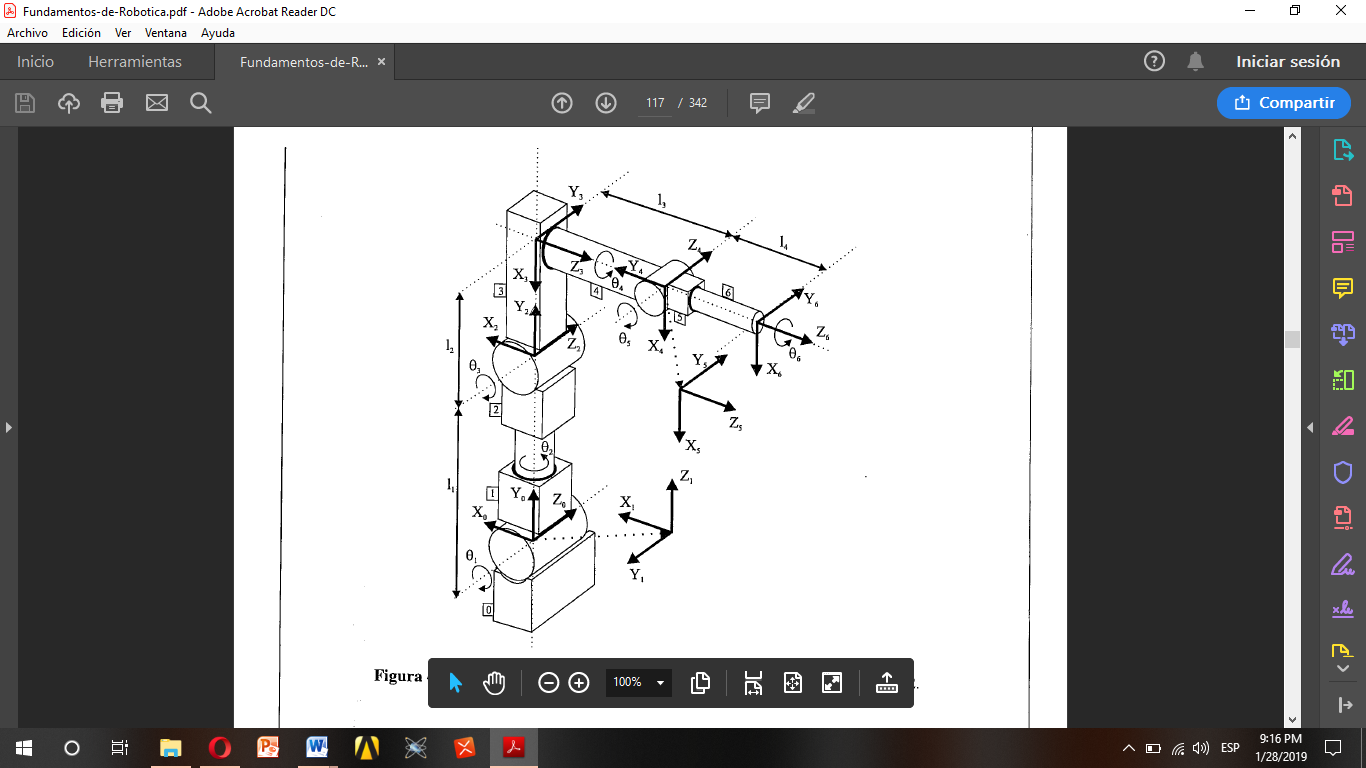 Fundamentos-de-Robotica.pdf - Adobe Acrobat Reader DC
Archivo Edición Ver Ventana Ayuda
Inicio Herramientas Fundamentos-de-R... × Iniciar sesión
117 / 342 Compartir
Y₃
l₃
Z₄
l₄
Z₃
θ₄
Y₄
X₃
3
4
6
Y₆
Y₂
5
Z₆
X₂
Z₂
θ₅
θ₆
l₂
X₄
Y₅
X₆
θ₃
2
Z₅
θ₂
X₅
l₁
1
Y₀
Z₀
Z₁
X₀
X₁
θ₁
Y₁
0
Figura
100%
ESP
9:16 PM
1/28/2019